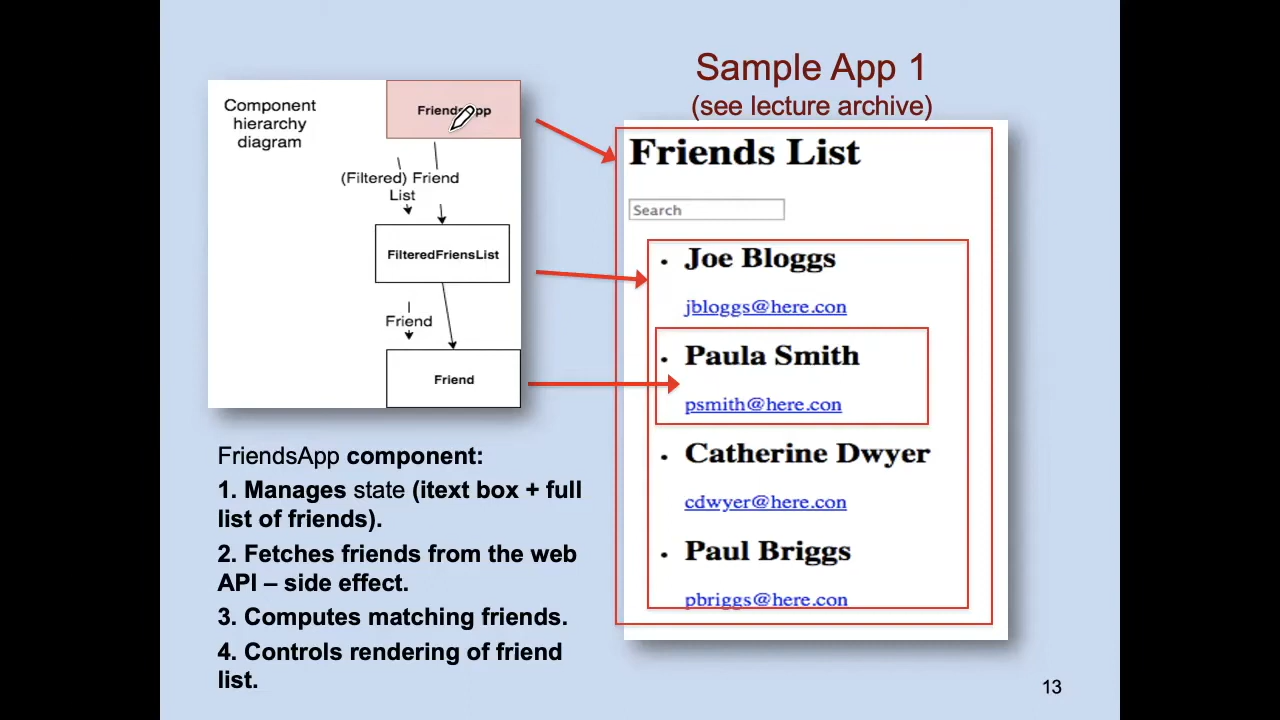 Sample App 1
(see lecture archive)
Component
hierarchy
diagram
FriendsApp
(Filtered) Friend
List
FilteredFriensList
Friend
Friend
Friends List
Search
• Joe Bloggs
jbloggs@here.con
• Paula Smith
psmith@here.con
• Catherine Dwyer
cdwyer@here.con
• Paul Briggs
pbriggs@here.con
FriendsApp component:
1. Manages state (itext box + full
list of friends).
2. Fetches friends from the web
API – side effect.
3. Computes matching friends.
4. Controls rendering of friend
list.
13